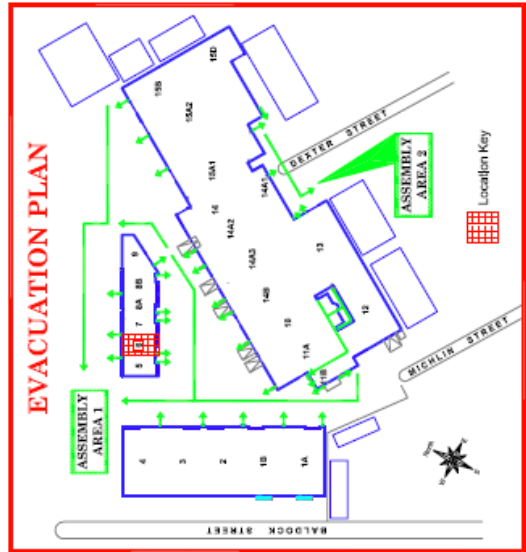 EVACUATION PLAN
15B
15D
15A2
15A1
14
14A1
14A2
14A3
14B
13
12
10
11A
11B
9
8B
8A
7
5
DEXTER STREET
ASSEMBLY
AREA 2
Location Key
MICHLIN STREET
ASSEMBLY
AREA 1
4
3
2
1B
1A
North
E
S
W
BALDOCK STREET